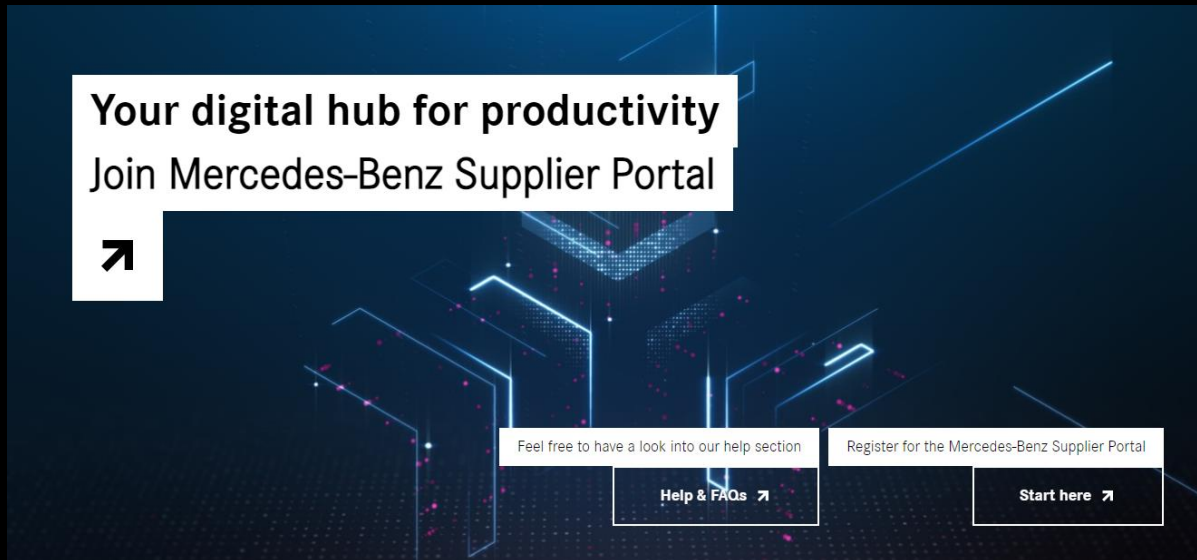 Your digital hub for productivity
Join Mercedes-Benz Supplier Portal
Feel free to have a look into our help section
Help & FAQs
Register for the Mercedes-Benz Supplier Portal
Start here